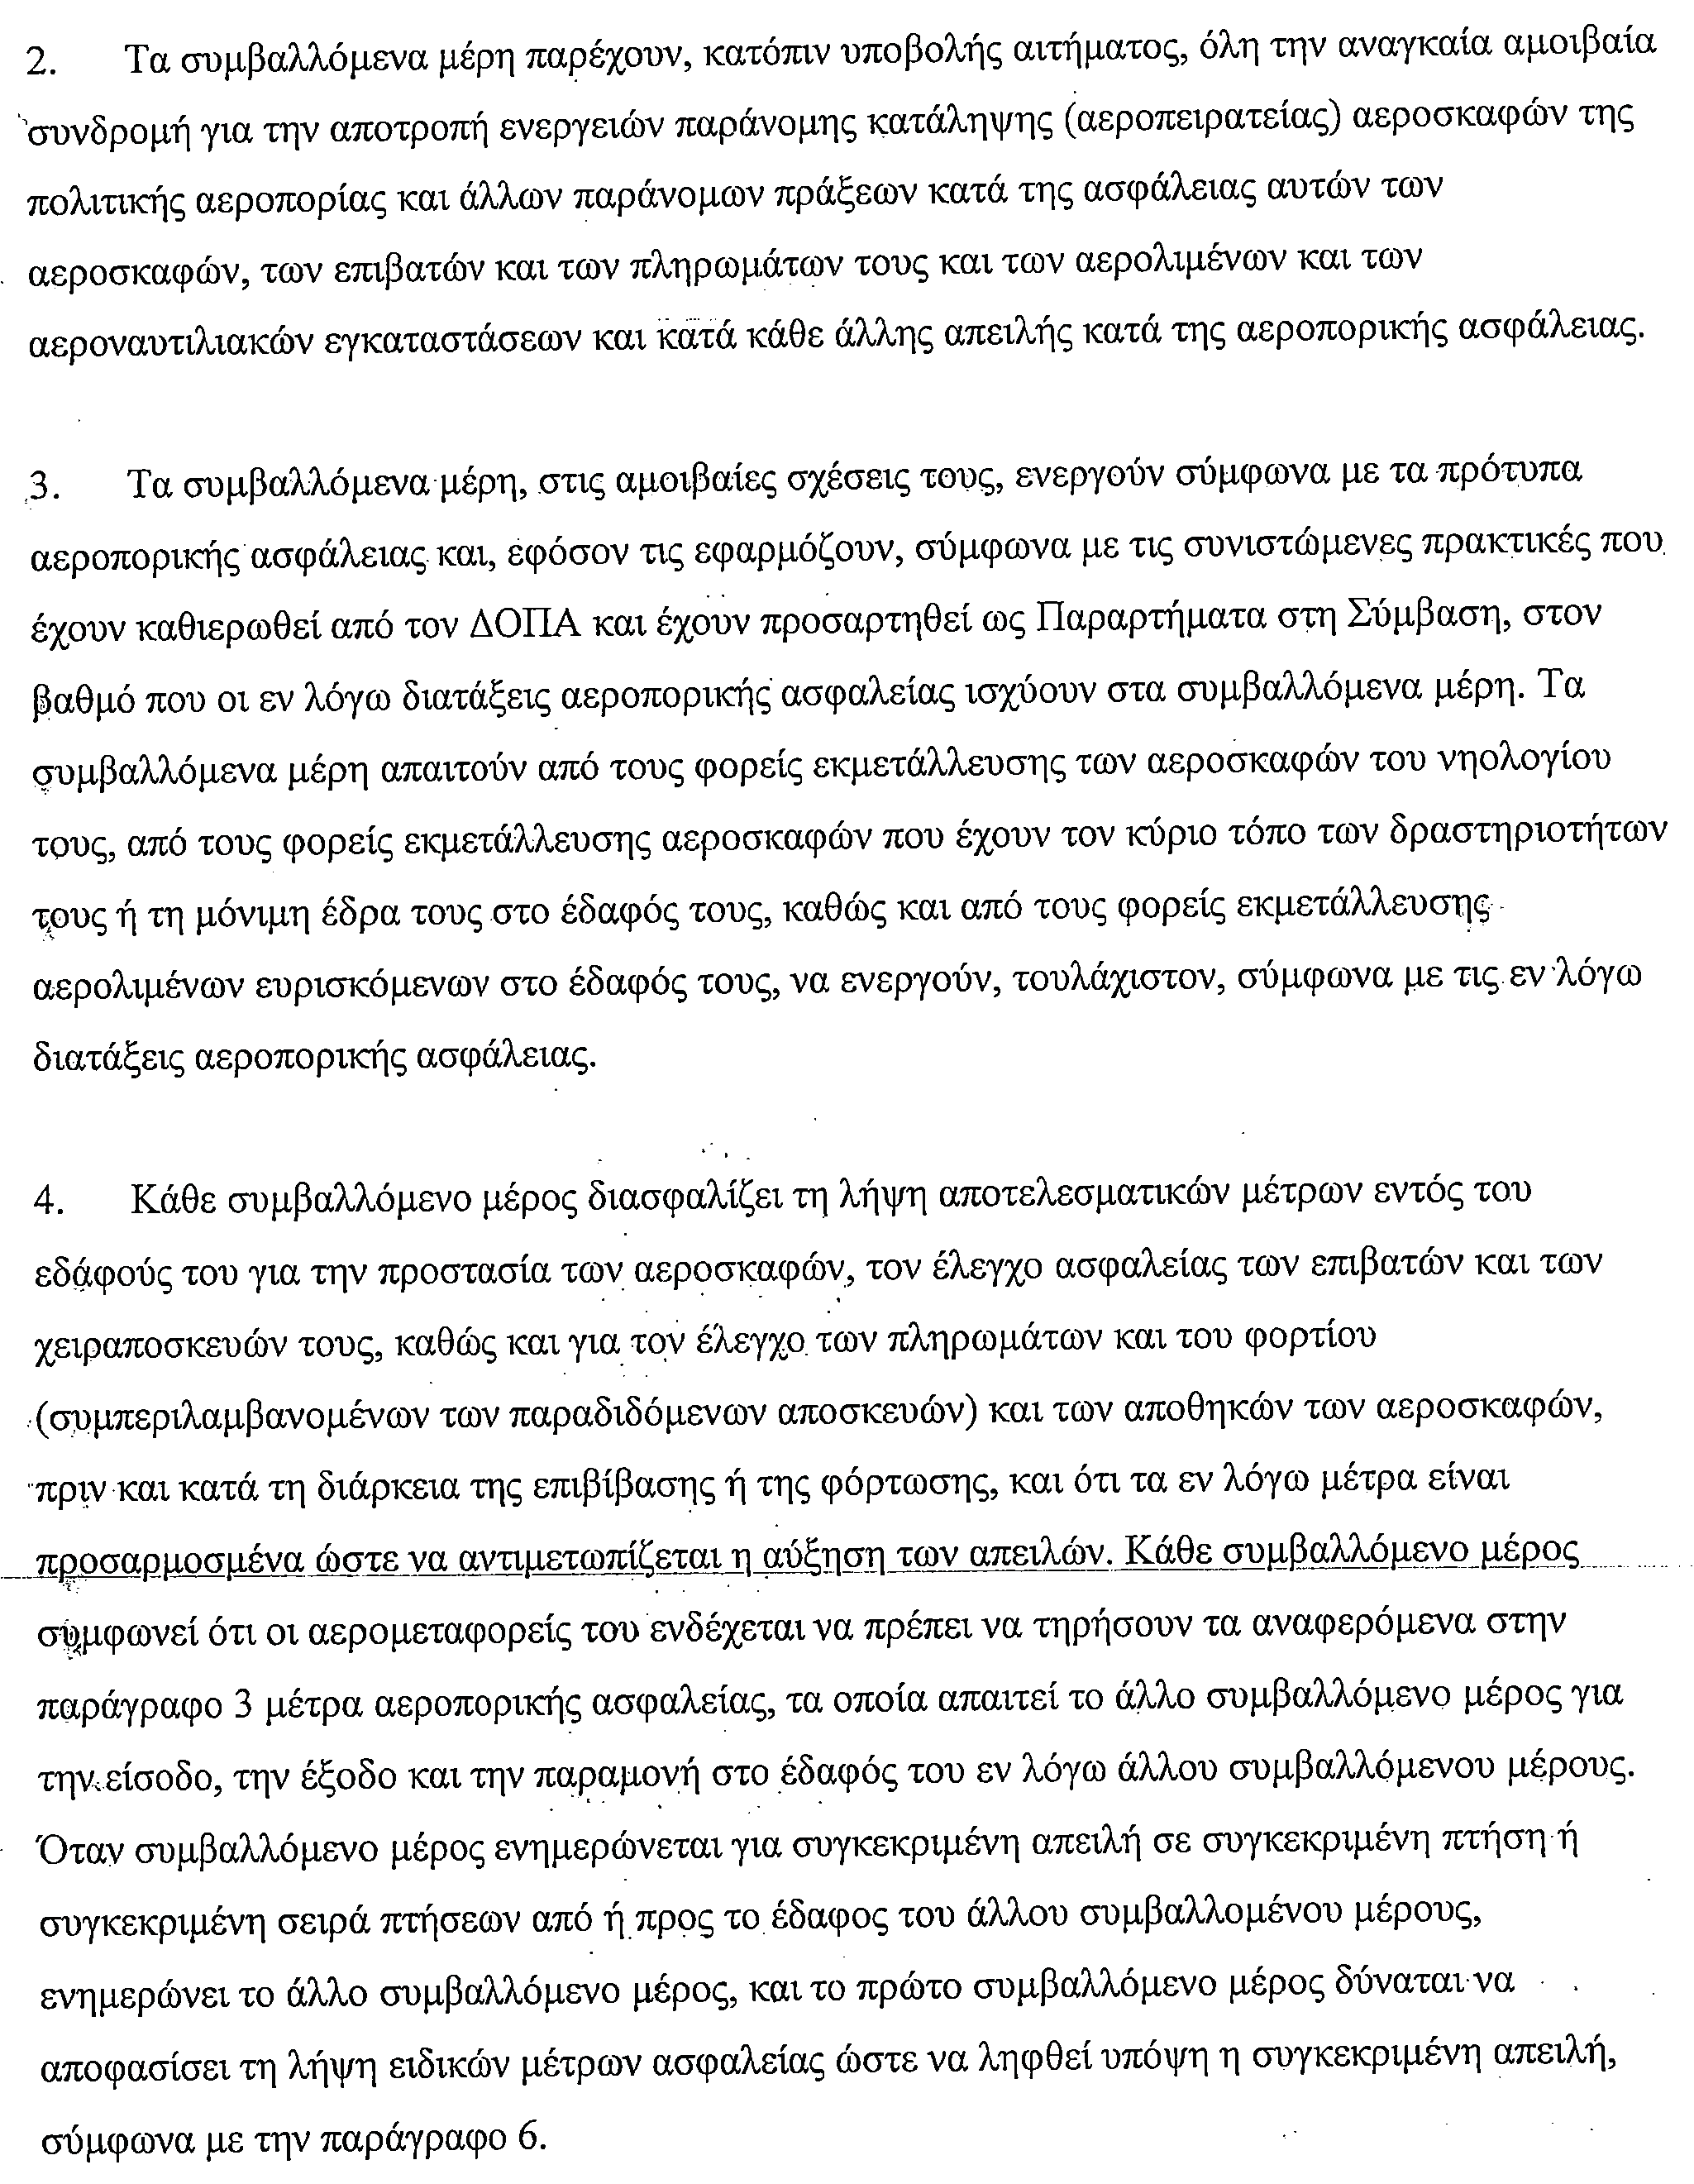 2. Τα συμβαλλόμενα μέρη παρέχουν, κατόπιν υποβολής αιτήματος, όλη την αναγκαία αμοιβαία
συνδρομή για την αποτροπή ενεργειών παράνομης κατάληψης (αεροπειρατείας) αεροσκαφών της
πολιτικής αεροπορίας και άλλων παράνομων πράξεων κατά της ασφάλειας αυτών των
αεροσκαφών, των επιβατών και των πληρωμάτων τους και των αερολιμένων και των
αεροναυτιλιακών εγκαταστάσεων και κατά κάθε άλλης απειλής κατά της αεροπορικής ασφάλειας.
3. Τα συμβαλλόμενα μέρη, στις αμοιβαίες σχέσεις τους, ενεργούν σύμφωνα με τα πρότυπα
αεροπορικής ασφάλειας και, εφόσον τις εφαρμόζουν, σύμφωνα με τις συνιστώμενες πρακτικές που
έχουν καθιερωθεί από τον ΔΟΠΑ και έχουν προσαρτηθεί ως Παραρτήματα στη Σύμβαση, στον
βαθμό που οι εν λόγω διατάξεις αεροπορικής ασφαλείας ισχύουν στα συμβαλλόμενα μέρη. Τα
συμβαλλόμενα μέρη απαιτούν από τους φορείς εκμετάλλευσης των αεροσκαφών του νηολογίου
τους, από τους φορείς εκμετάλλευσης αεροσκαφών που έχουν τον κύριο τόπο των δραστηριοτήτων
τους ή τη μόνιμη έδρα τους στο έδαφός τους, καθώς και από τους φορείς εκμετάλλευσης
αερολιμένων ευρισκόμενων στο έδαφός τους, να ενεργούν, τουλάχιστον, σύμφωνα με τις εν λόγω
διατάξεις αεροπορικής ασφάλειας.
4. Κάθε συμβαλλόμενο μέρος διασφαλίζει τη λήψη αποτελεσματικών μέτρων εντός του
εδάφούς του για την προστασία των αεροσκαφών, τον έλεγχο ασφαλείας των επιβατών και των
χειραποσκευών τους, καθώς και για τον έλεγχο των πληρωμάτων και του φορτίου
(συμπεριλαμβανομένων των παραδιδόμενων αποσκευών) και των αποθηκών των αεροσκαφών,
πριν και κατά τη διάρκεια της επιβίβασης ή της φόρτωσης, και ότι τα εν λόγω μέτρα είναι
προσαρμοσμένα ώστε να αντιμετωπίζεται η αύξηση των απειλών. Κάθε συμβαλλόμενο μέρος
συμφωνεί ότι οι αερομεταφορείς του ενδέχεται να πρέπει να τηρήσουν τα αναφερόμενα στην
παράγραφο 3 μέτρα αεροπορικής ασφαλείας, τα οποία απαιτεί το άλλο συμβαλλόμενο μέρος για
την είσοδο, την έξοδο και την παραμονή στο έδαφός του εν λόγω άλλου συμβαλλόμενου μέρους.
Όταν συμβαλλόμενο μέρος ενημερώνεται για συγκεκριμένη απειλή σε συγκεκριμένη πτήση ή
συγκεκριμένη σειρά πτήσεων από ή προς το έδαφος του άλλου συμβαλλομένου μέρους,
ενημερώνει το άλλο συμβαλλόμενο μέρος, και το πρώτο συμβαλλόμενο μέρος δύναται να
αποφασίσει τη λήψη ειδικών μέτρων ασφαλείας ώστε να ληφθεί υπόψη η συγκεκριμένη απειλή,
σύμφωνα με την παράγραφο 6.